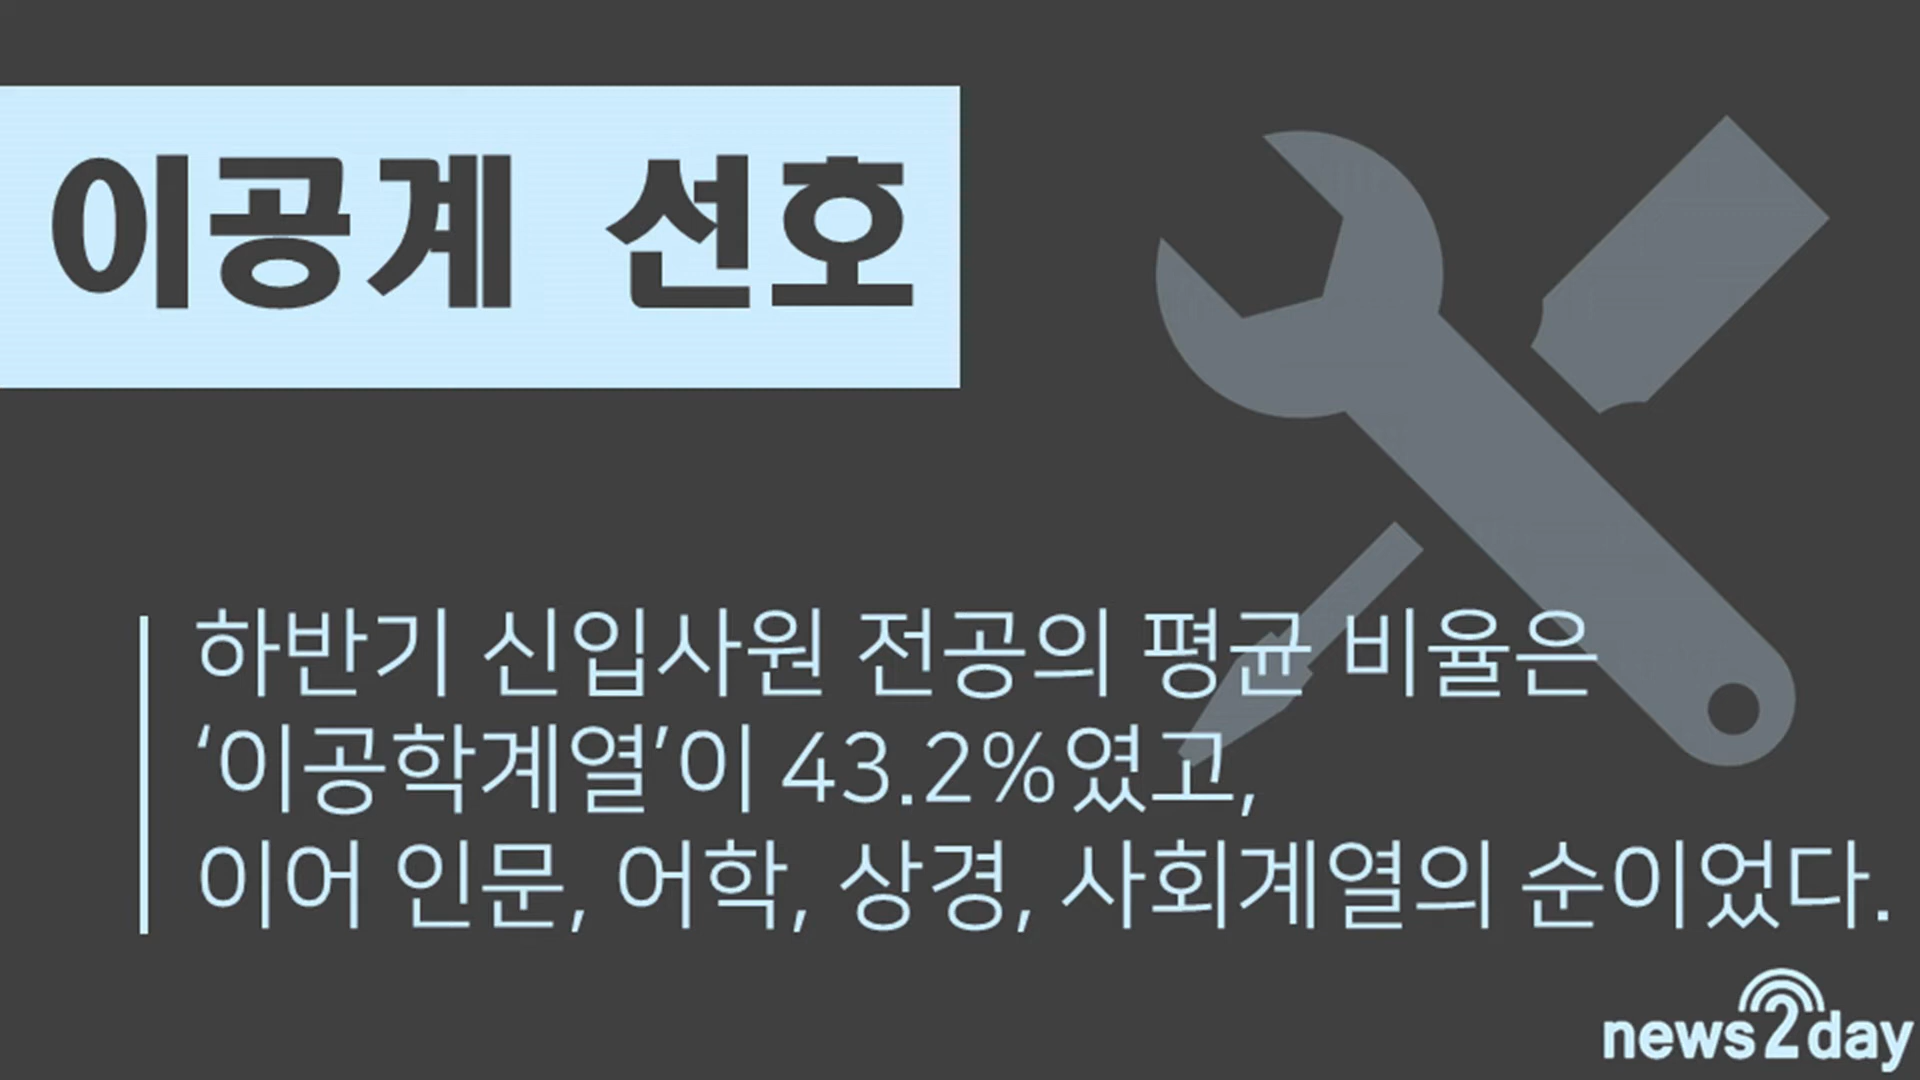 이공계 선호
하반기 신입사원 전공의 평균 비율은
‘이공학계열’이 43.2%였고,
이어 인문, 어학, 상경, 사회계열의 순이었다.
news2day